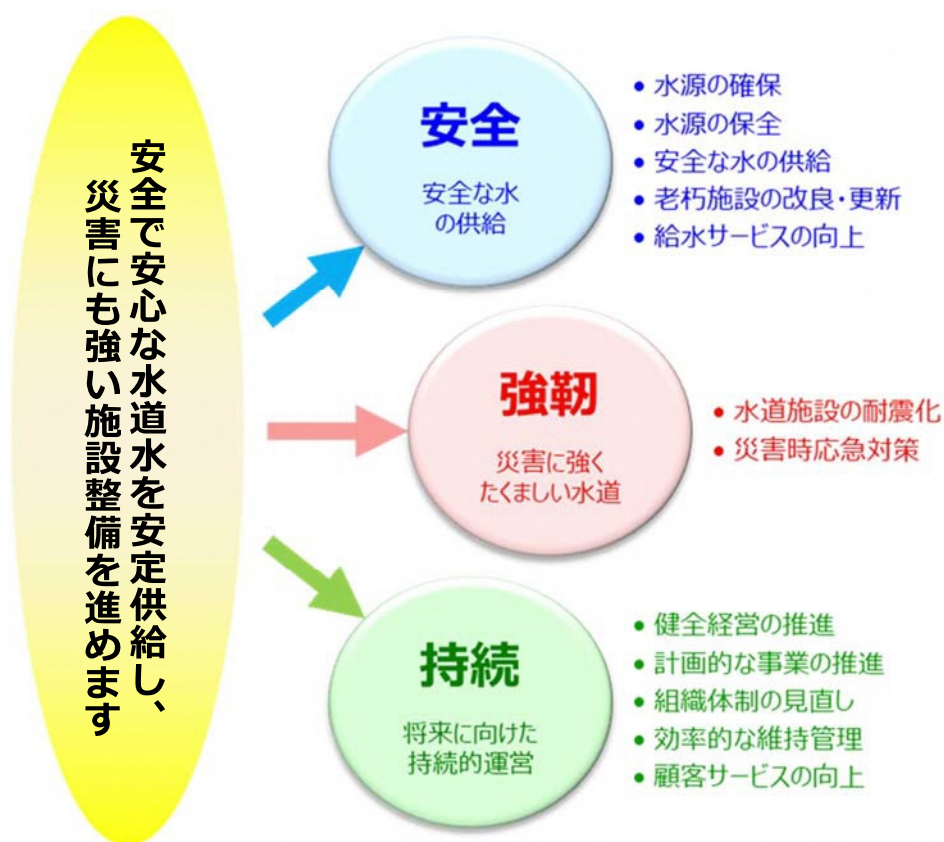 安全で安心な水道水を安定供給し、
災害にも強い施設整備を進めます
安全
安全な水
の供給
• 水源の確保
• 水源の保全
• 安全な水の供給
• 老朽施設の改良・更新
• 給水サービスの向上
強靭
災害に強く
たくましい水道
• 水道施設の耐震化
• 災害時応急対策
持続
将来に向けた
持続的運営
• 健全経営の推進
• 計画的な事業の推進
• 組織体制の見直し
• 効率的な維持管理
• 顧客サービスの向上